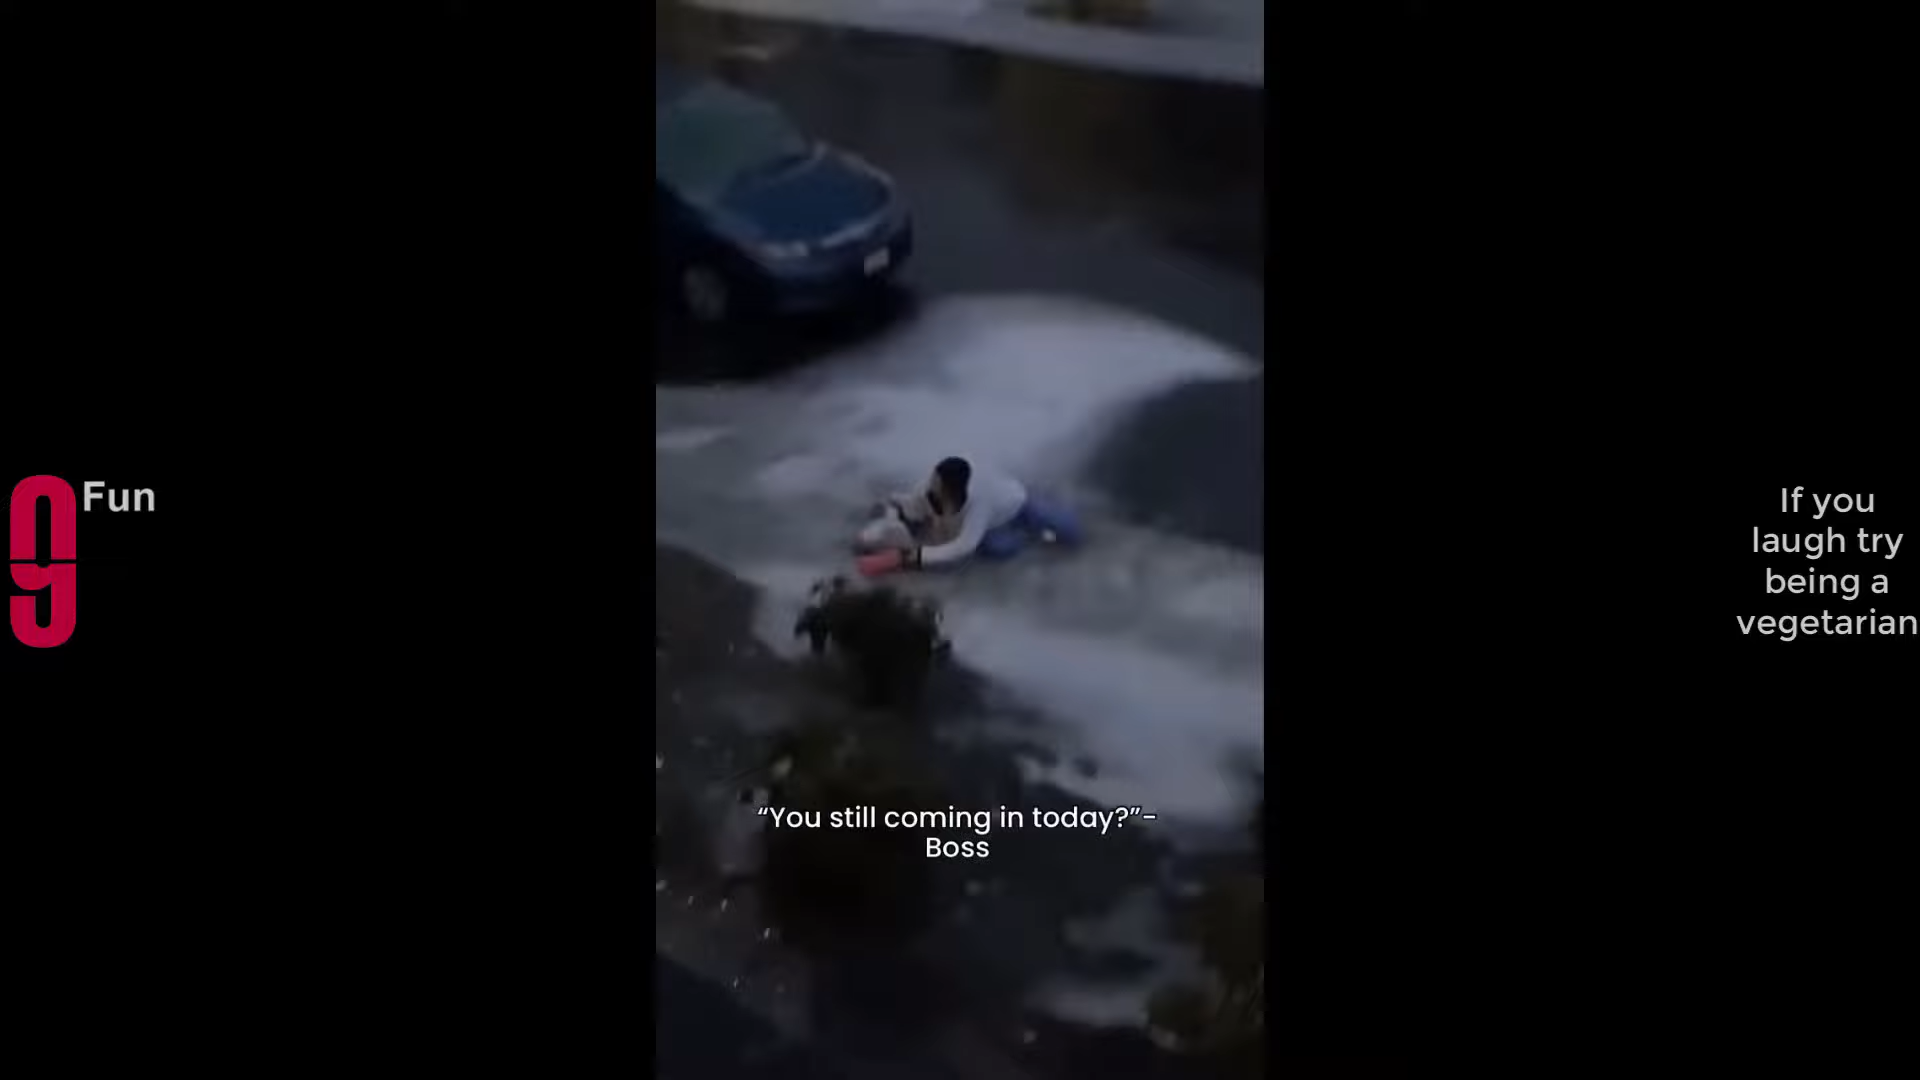 Fun
9
If you
laugh try
being a
vegetarian
“You still coming in today?”-
Boss